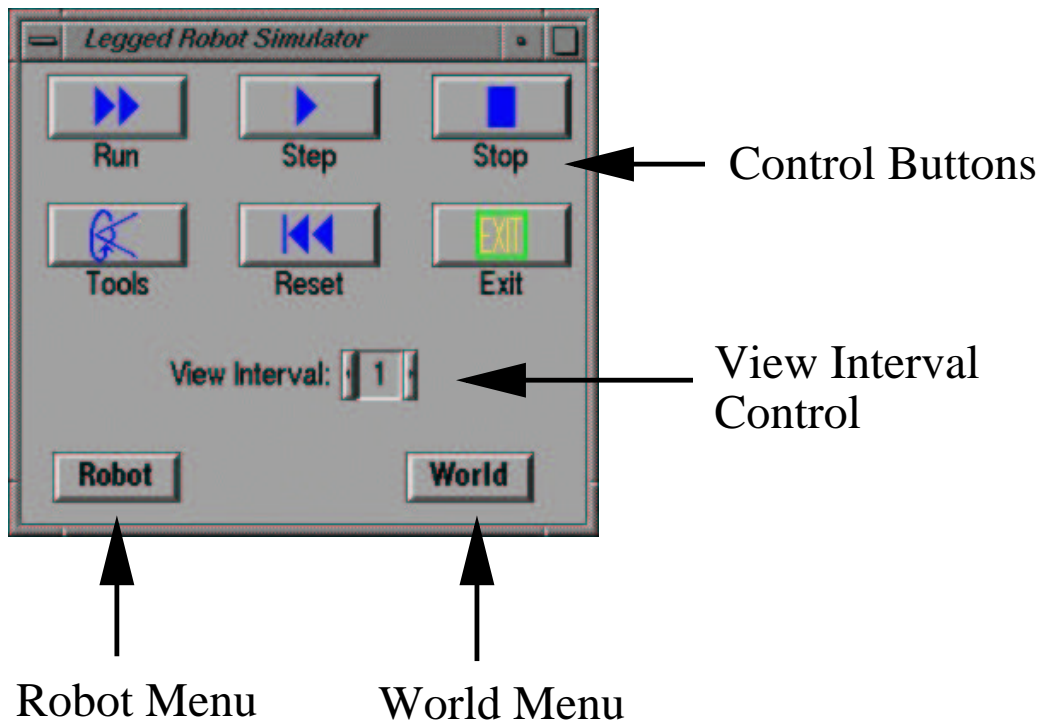 Legged Robot Simulator
Run Step Stop
Control Buttons
EXIT
Tools Reset Exit
View Interval: 1
View Interval
Control
Robot World
Robot Menu World Menu